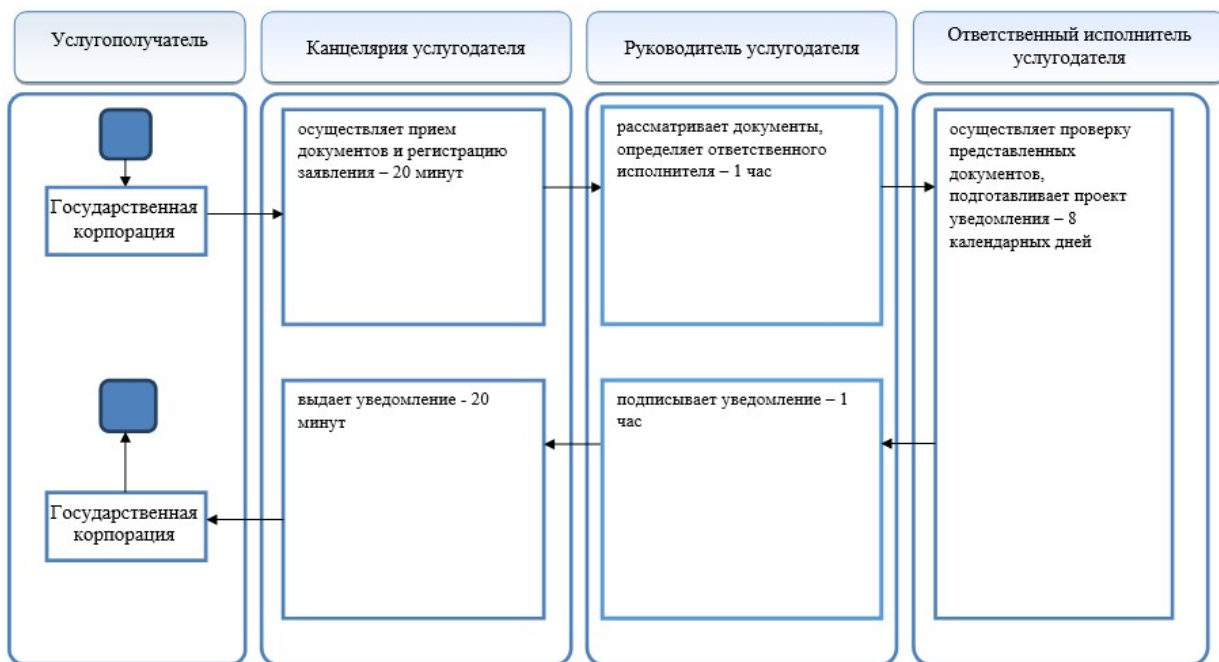 Услугополучатель
Канцелярия услугодателя
Руководитель услугодателя
Ответственный исполнитель
услугодателя
Государственная
корпорация
осуществляет прием
документов и регистрацию
заявления – 20 минут
рассматривает документы,
определяет ответственного
исполнителя – 1 час
осуществляет проверку
представленных
документов,
подготавливает проект
уведомления – 8
календарных дней
подписывает уведомление – 1
час
выдает уведомление - 20
минут
Государственная
корпорация